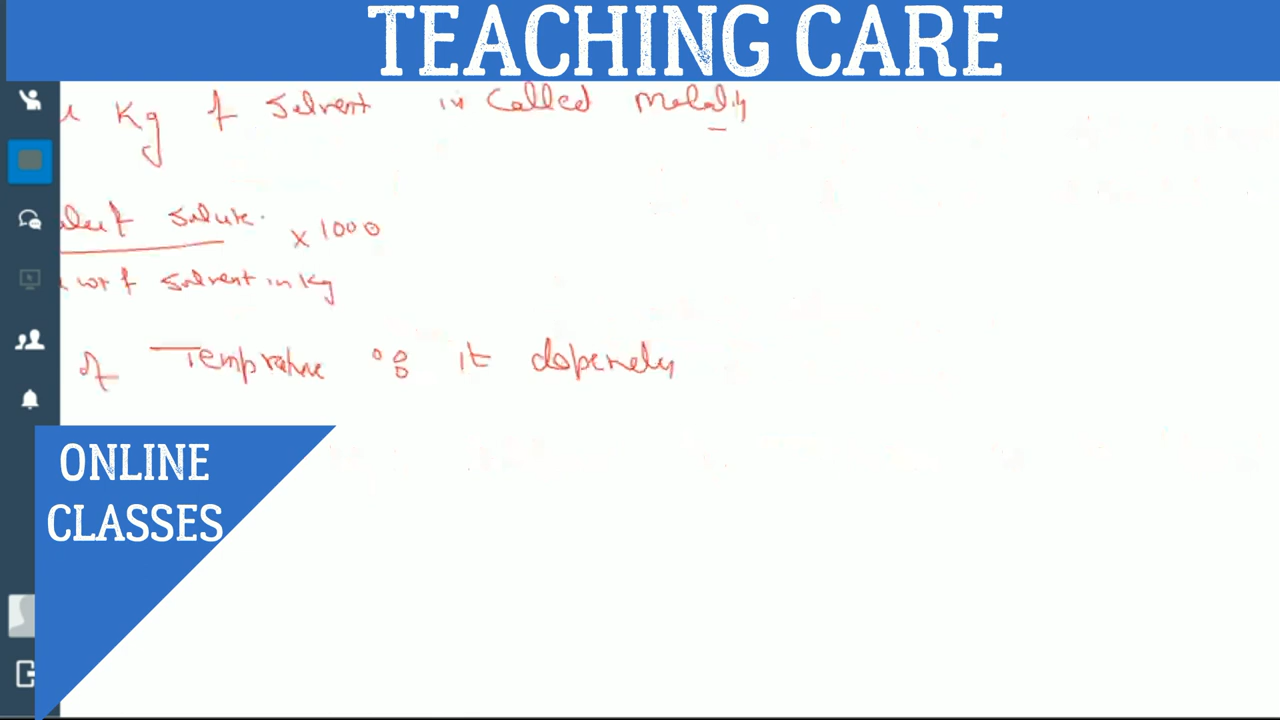 TEACHING CARE
Kg of solvent is called molality
solute × 1000
wt of solvent in Kg
of Temprature ∵ it depends
ONLINE
CLASSES